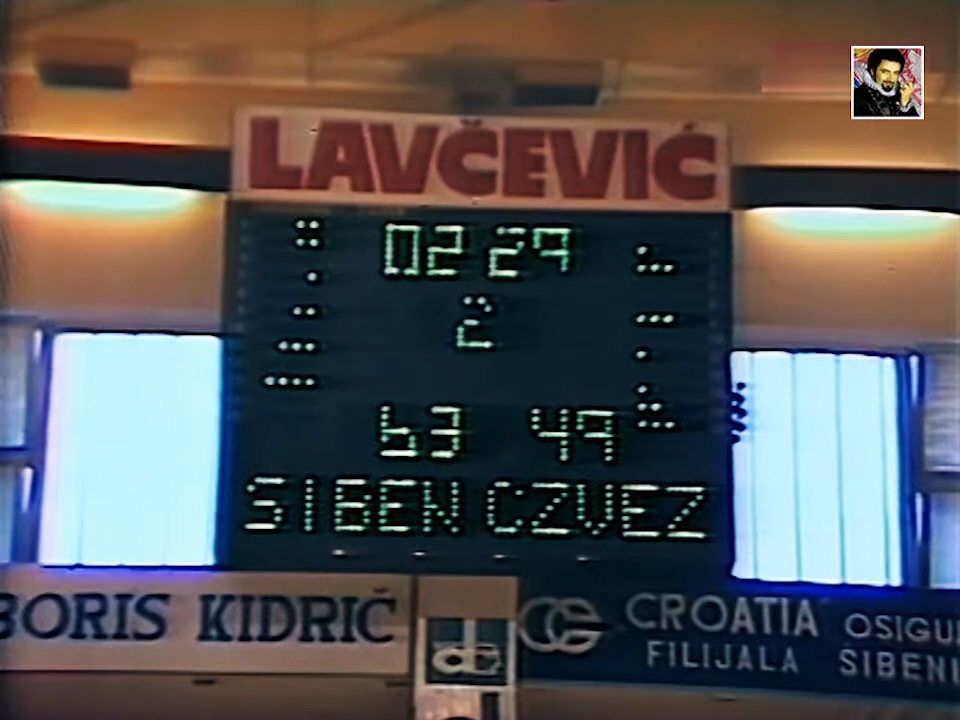 LAVČEVIĆ
02 29
2
63 49
SIBEN CZVEZ
BORIS KIDRIČ
CROATIA OSIGU
FILIJALA SIBENI